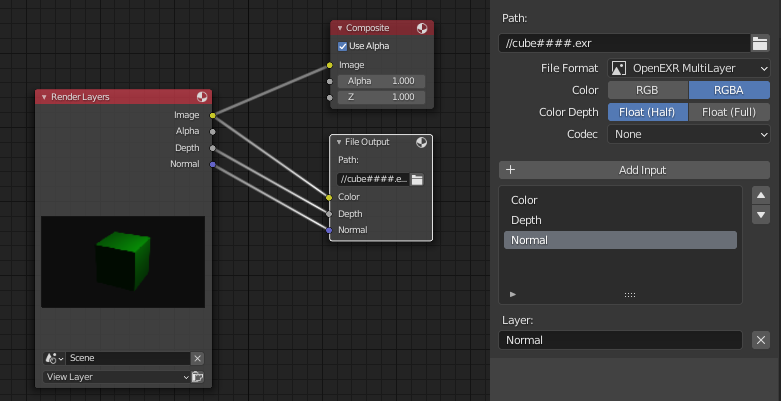 Render Layers
Image
Alpha
Depth
Normal
Scene
View Layer
Composite
Use Alpha
Image
Alpha 1.000
Z 1.000
File Output
Path:
//cube####.e...
Color
Depth
Normal
Path:
//cube####.exr
File Format OpenEXR MultiLayer
Color RGB RGBA
Color Depth Float (Half) Float (Full)
Codec None
+ Add Input
Color
Depth
Normal
Layer:
Normal